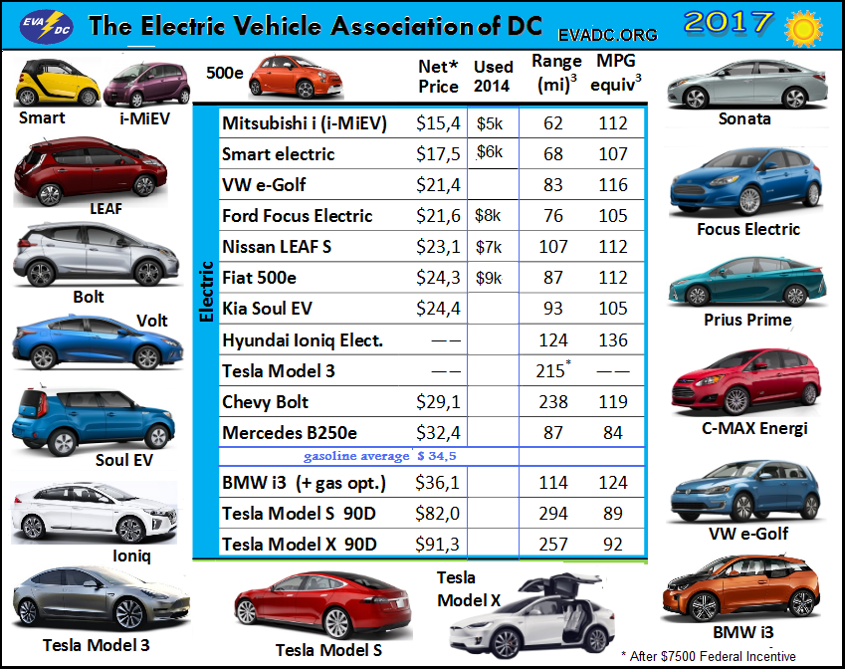 EVA DC The Electric Vehicle Association of DC EVADC.ORG 2017
Smart
i-MiEV
LEAF
Bolt
Volt
Soul EV
Ioniq
Tesla Model 3
500e
Net* Used Range MPG
Price 2014 (mi)3 equiv3
Electric
Mitsubishi i (i-MiEV) $15,4 $5k 62 112
Smart electric $17,5 $6k 68 107
VW e-Golf $21,4 83 116
Ford Focus Electric $21,6 $8k 76 105
Nissan LEAF S $23,1 $7k 107 112
Fiat 500e $24,3 $9k 87 112
Kia Soul EV $24,4 93 105
Hyundai Ioniq Elect. —— 124 136
Tesla Model 3 —— 215* ——
Chevy Bolt $29,1 238 119
Mercedes B250e $32,4 87 84
gasoline average $ 34,5
BMW i3 (+ gas opt.) $36,1 114 124
Tesla Model S 90D $82,0 294 89
Tesla Model X 90D $91,3 257 92
Tesla Model S
Tesla
Model X
Sonata
Focus Electric
Prius Prime
C-MAX Energi
VW e-Golf
BMW i3
* After $7500 Federal Incentive